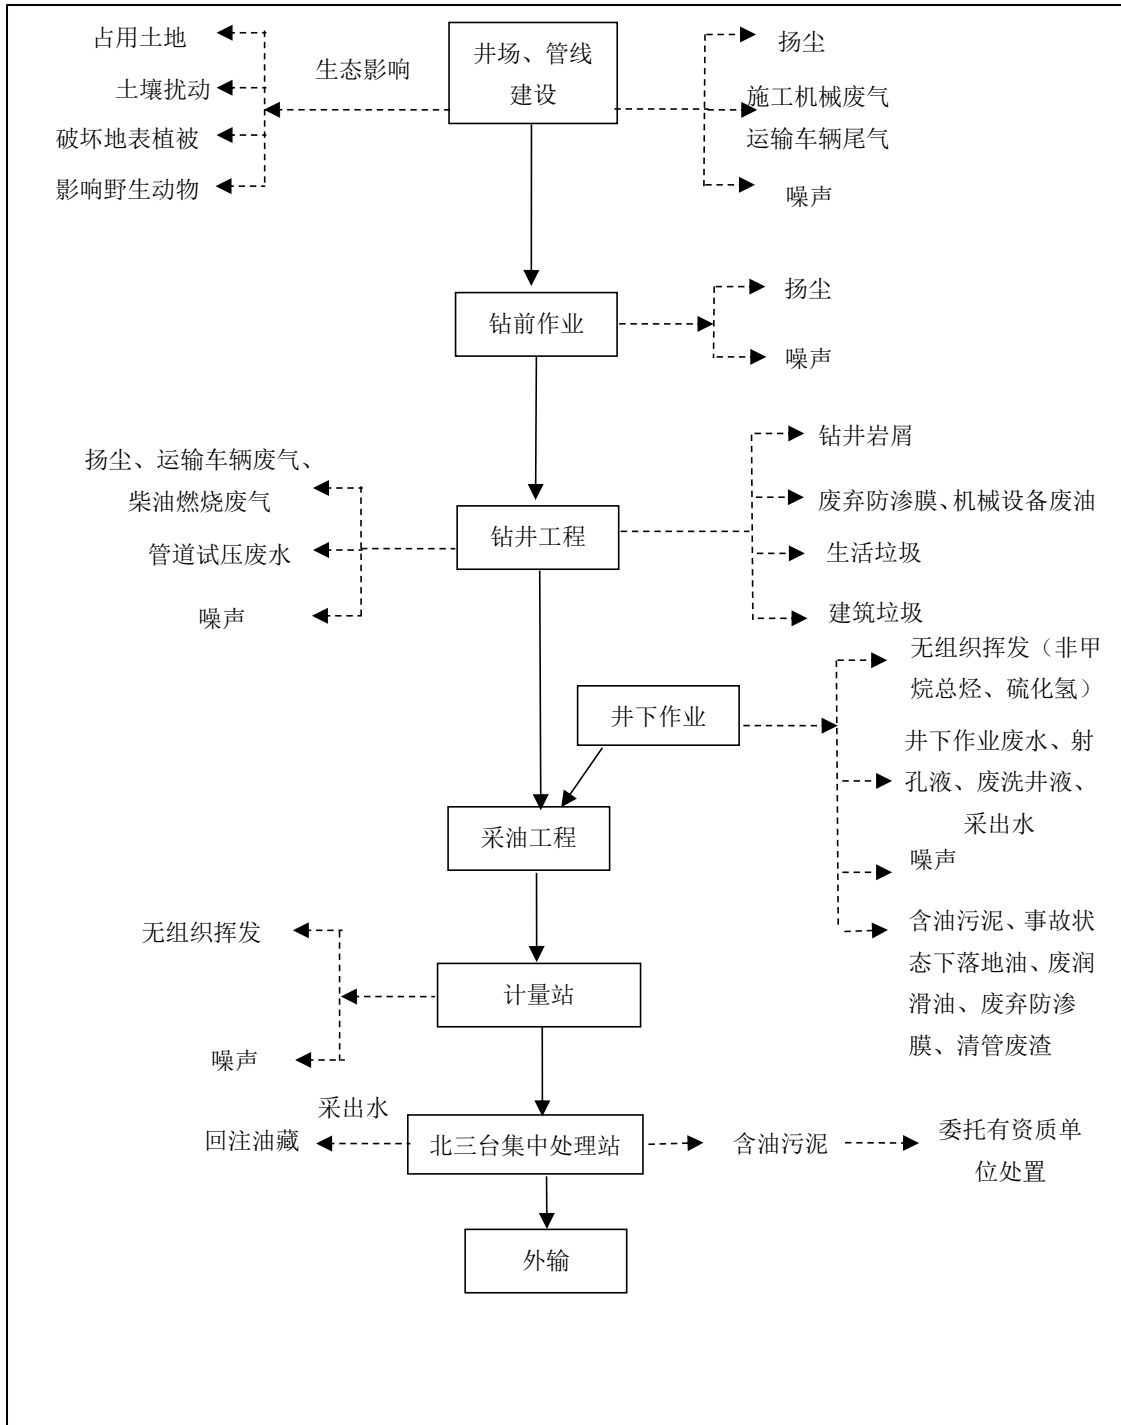 占用土地
土壤扰动
破坏地表植被
影响野生动物
生态影响
井场、管线
建设
扬尘
施工机械废气
运输车辆尾气
噪声
钻前作业
扬尘
噪声
扬尘、运输车辆废气、
柴油燃烧废气
管道试压废水
噪声
钻井工程
钻井岩屑
废弃防渗膜、机械设备废油
生活垃圾
建筑垃圾
井下作业
无组织挥发（非甲
烷总烃、硫化氢）
井下作业废水、射
孔液、废洗井液、
采出水
噪声
含油污泥、事故状
态下落地油、废润
滑油、废弃防渗
膜、清管废渣
采油工程
无组织挥发
噪声
计量站
采出水
回注油藏
北三台集中处理站
含油污泥
委托有资质单
位处置
外输